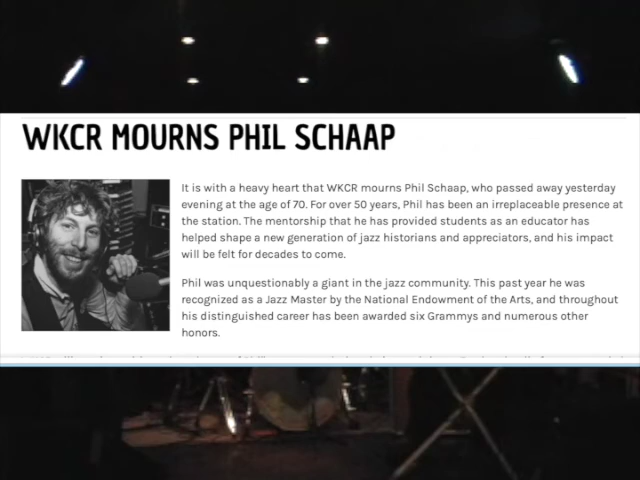 WKCR MOURNS PHIL SCHAAP
It is with a heavy heart that WKCR mourns Phil Schaap, who passed away yesterday
evening at the age of 70. For over 50 years, Phil has been an irreplaceable presence at
the station. The mentorship that he has provided students as an educator has
helped shape a new generation of jazz historians and appreciators, and his impact
will be felt for decades to come.
Phil was unquestionably a giant in the jazz community. This past year he was
recognized as a Jazz Master by the National Endowment of the Arts, and throughout
his distinguished career has been awarded six Grammys and numerous other
honors.